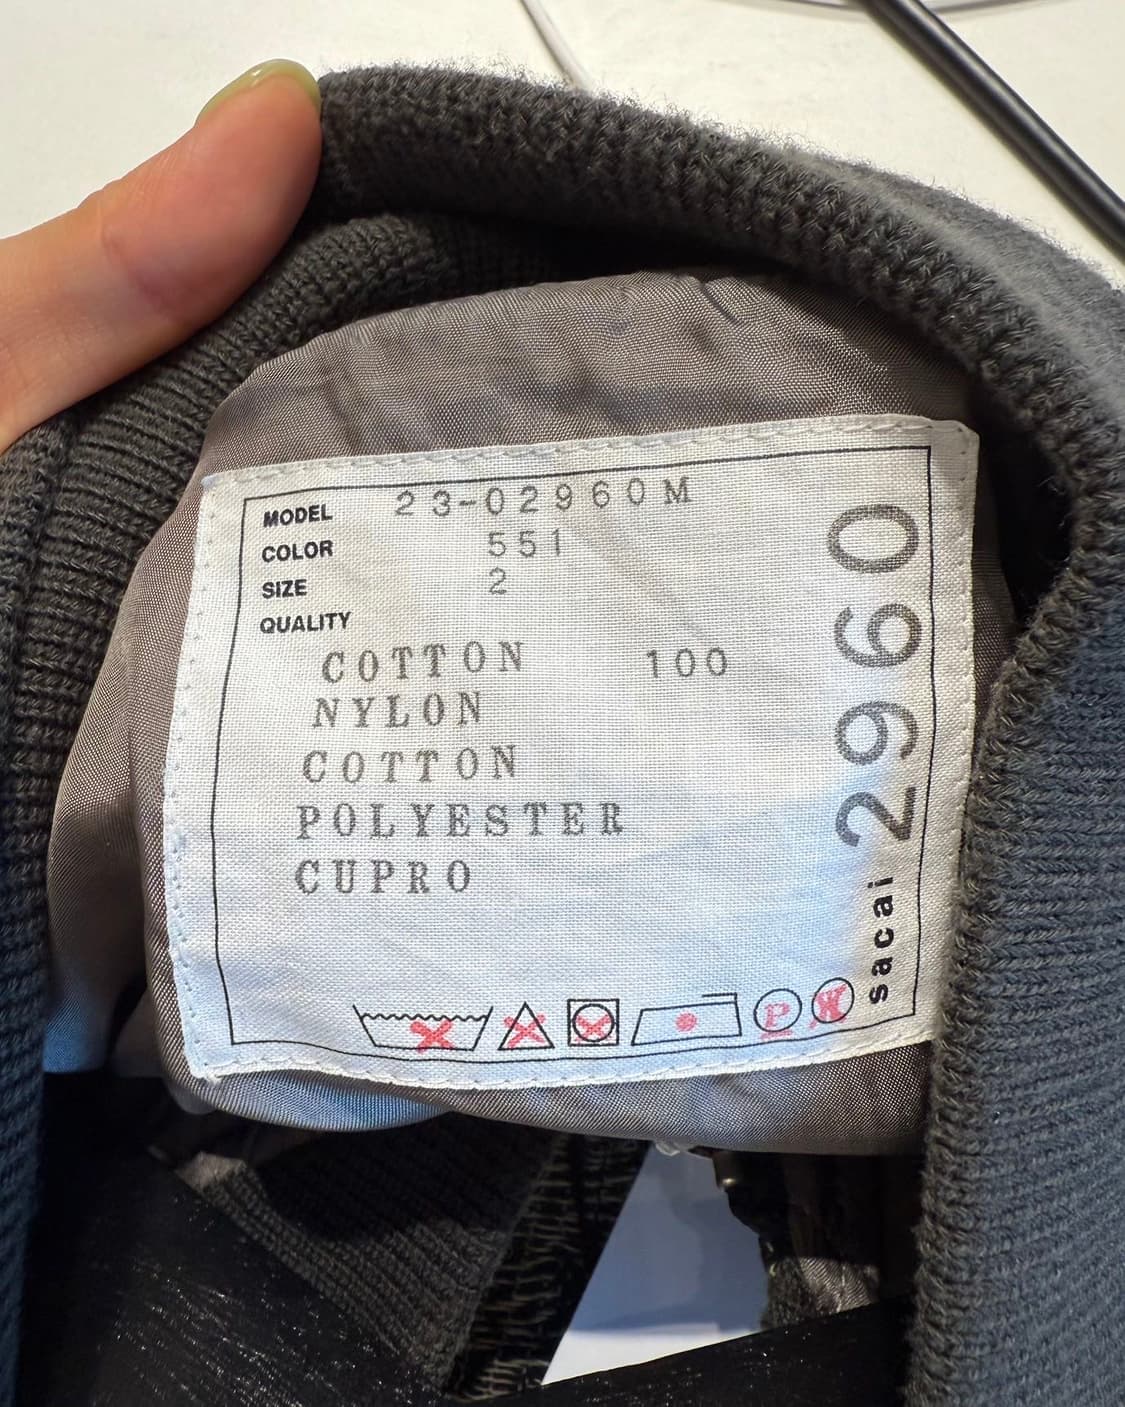 MODEL 23-02960M
COLOR 551
SIZE 2
QUALITY
COTTON 100
NYLON
COTTON
POLYESTER
CUPRO
P
W
sacai 2960